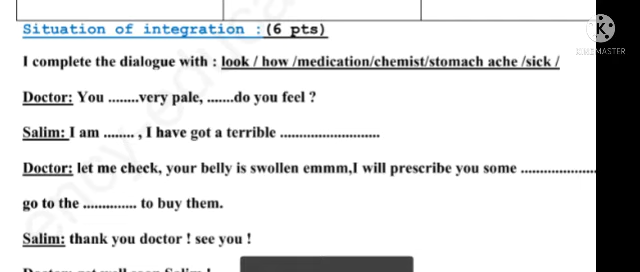 Situation of integration :(6 pts)
K
KINEMASTER
I complete the dialogue with : look / how /medication/chemist/stomach ache /sick /
Doctor: You ........very pale, .......do you feel ?
Salim: I am ........ , I have got a terrible ..........................
Doctor: let me check, your belly is swollen emmm,I will prescribe you some ....................
go to the .............. to buy them.
Salim: thank you doctor ! see you !